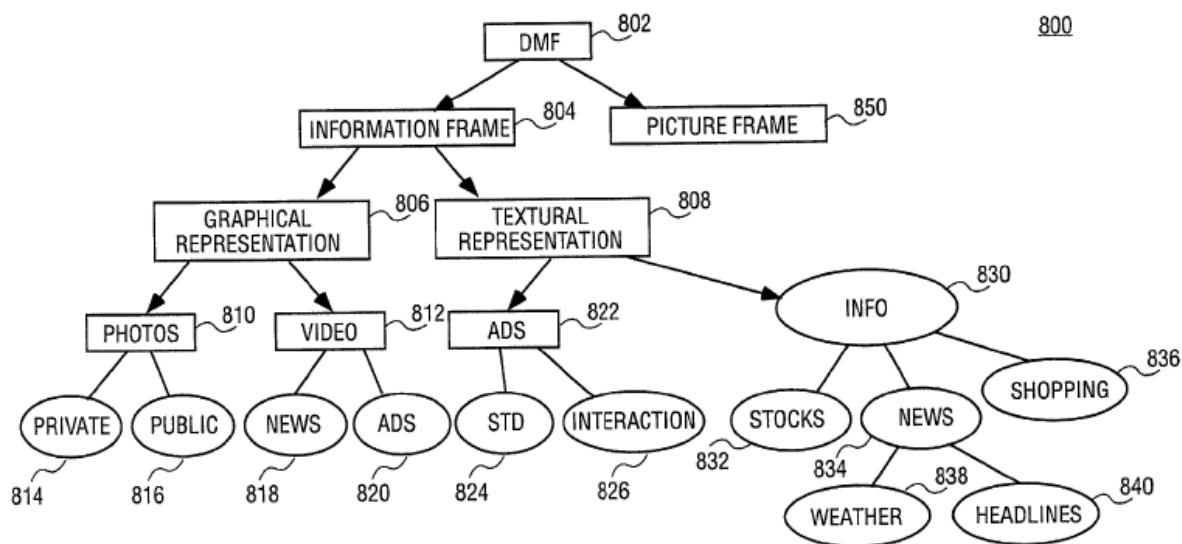 800
DMF 802
INFORMATION FRAME 804
PICTURE FRAME 850
GRAPHICAL
REPRESENTATION 806
TEXTURAL
REPRESENTATION 808
PHOTOS 810
VIDEO 812
ADS 822
INFO 830
PRIVATE
PUBLIC
NEWS
ADS
STD
INTERACTION
STOCKS
NEWS
SHOPPING 836
814
816
818
820
824
826
832
834
WEATHER 838
HEADLINES 840